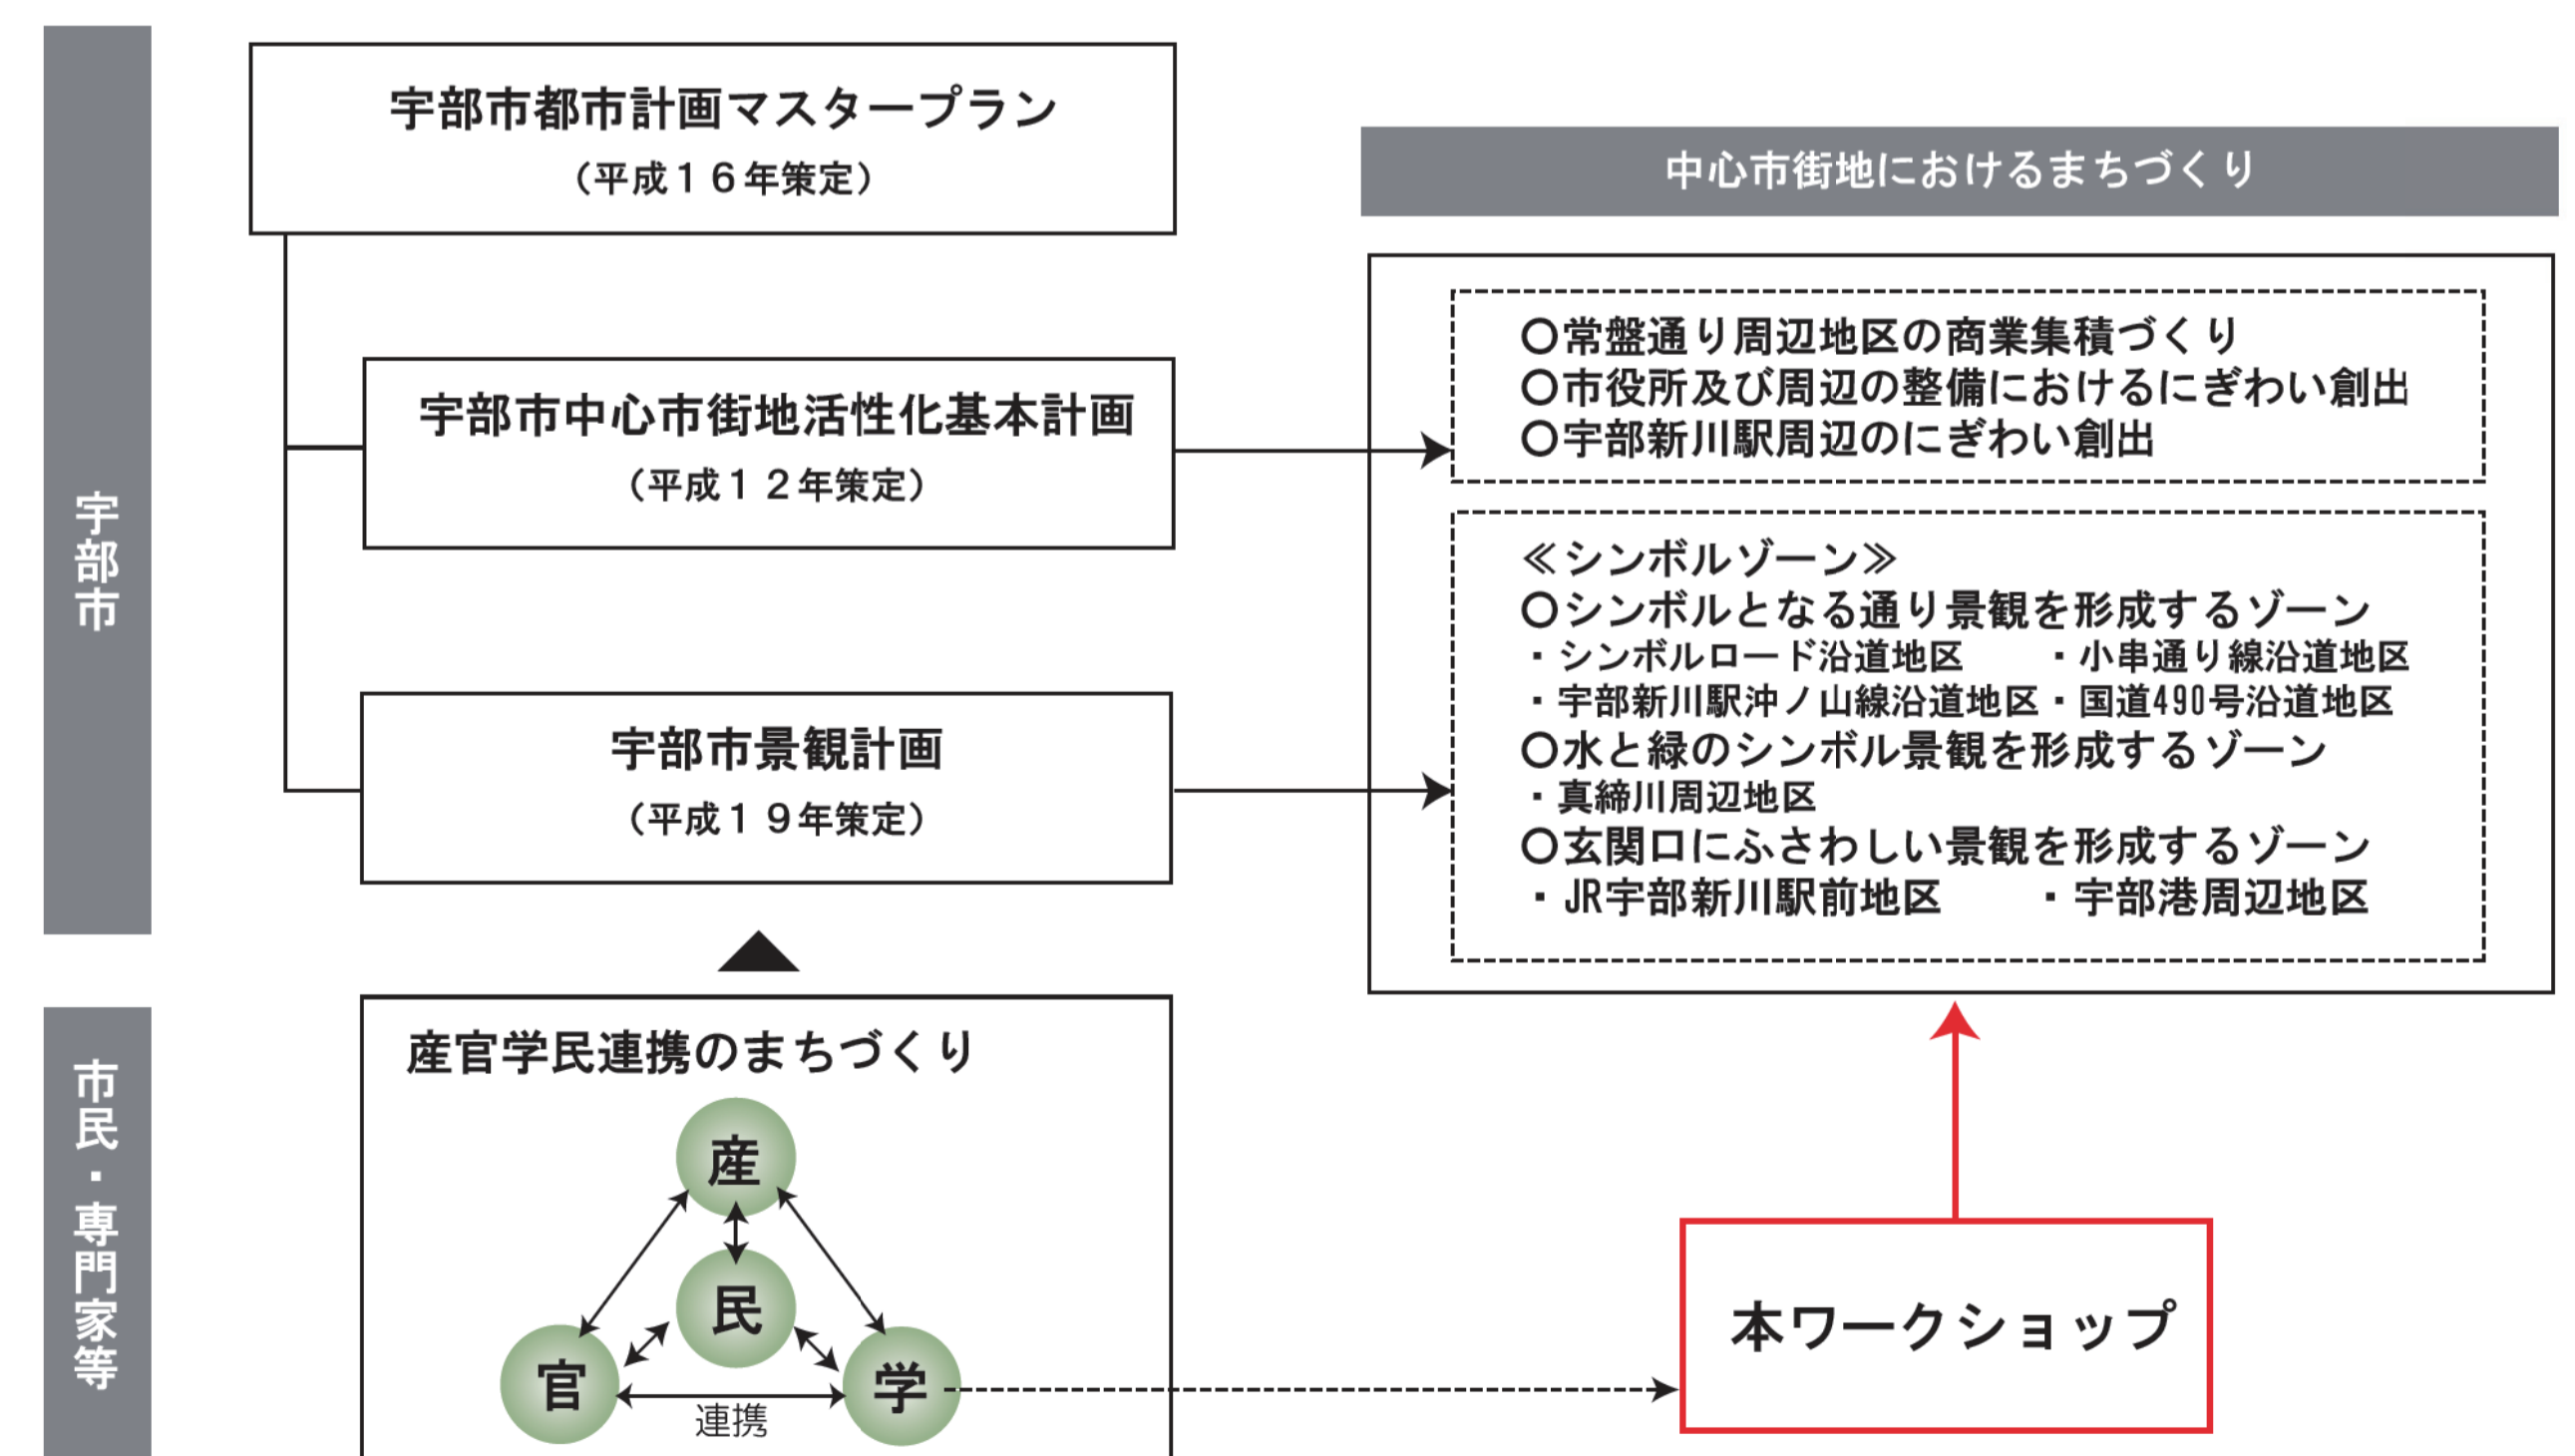 宇部市
宇部市都市計画マスタープラン
（平成１６年策定）
宇部市中心市街地活性化基本計画
（平成１２年策定）
宇部市景観計画
（平成１９年策定）
中心市街地におけるまちづくり
〇常盤通り周辺地区の商業集積づくり
〇市役所及び周辺の整備におけるにぎわい創出
〇宇部新川駅周辺のにぎわい創出
≪シンボルゾーン≫
〇シンボルとなる通り景観を形成するゾーン
・シンボルロード沿道地区　　・小串通り線沿道地区
・宇部新川駅沖ノ山線沿道地区・国道490号沿道地区
〇水と緑のシンボル景観を形成するゾーン
・真締川周辺地区
〇玄関口にふさわしい景観を形成するゾーン
・JR宇部新川駅前地区　　・宇部港周辺地区
市民・専門家等
産官学民連携のまちづくり
産
民
官
学
連携
本ワークショップ